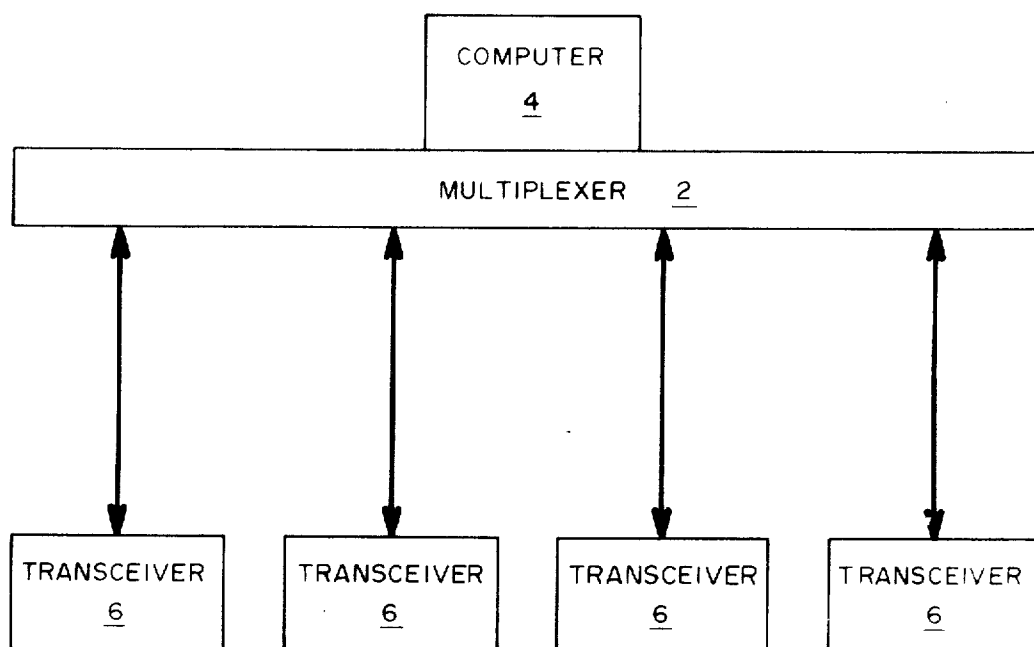 COMPUTER
4
MULTIPLEXER 2
TRANSCEIVER TRANSCEIVER TRANSCEIVER TRANSCEIVER
6 6 6 6